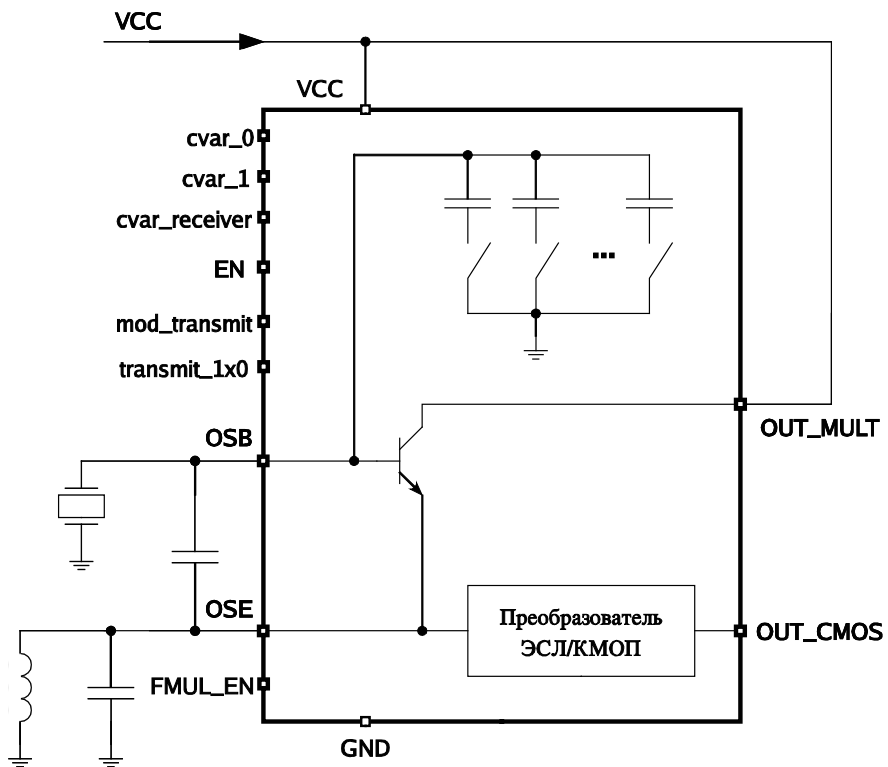 VCC
VCC
cvar_0
cvar_1
cvar_receiver
EN
mod_transmit
transmit_1x0
OSB
OUT_MULT
OSE
Преобразователь
ЭСЛ/КМОП
OUT_CMOS
FMUL_EN
GND